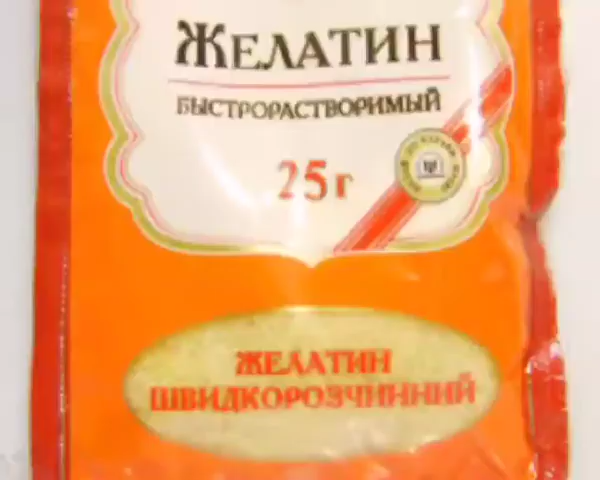 ЖЕЛАТИН
БЫСТРОРАСТВОРИМЫЙ
25г
ЖЕЛАТИН
ШВИДКОРОЗЧИННИЙ